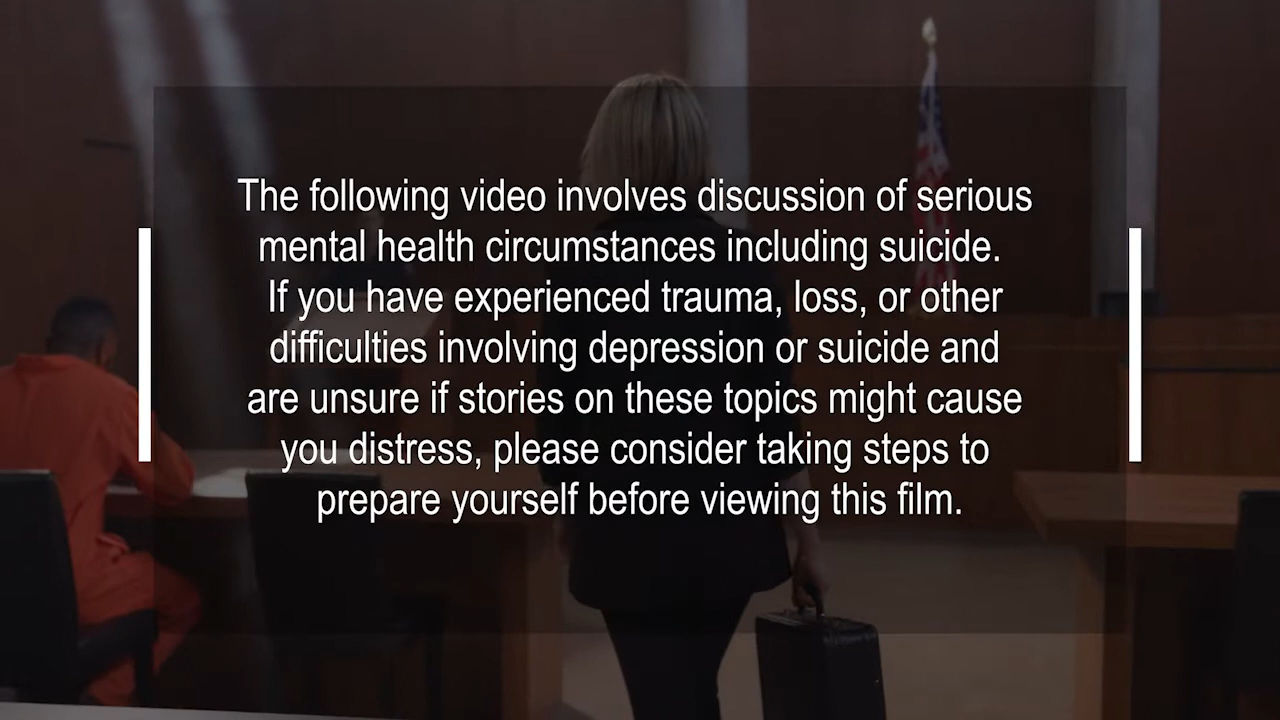 The following video involves discussion of serious
mental health circumstances including suicide.
If you have experienced trauma, loss, or other
difficulties involving depression or suicide and
are unsure if stories on these topics might cause
you distress, please consider taking steps to
prepare yourself before viewing this film.